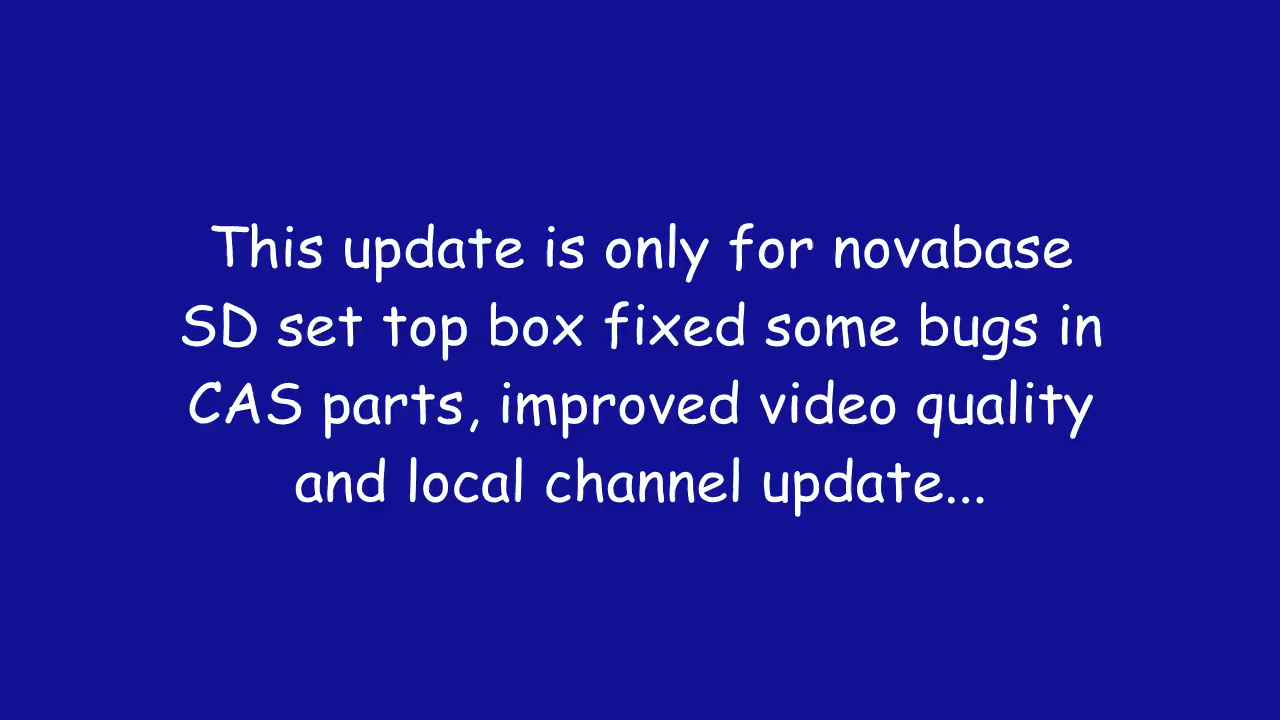 This update is only for novabase
SD set top box fixed some bugs in
CAS parts, improved video quality
and local channel update...